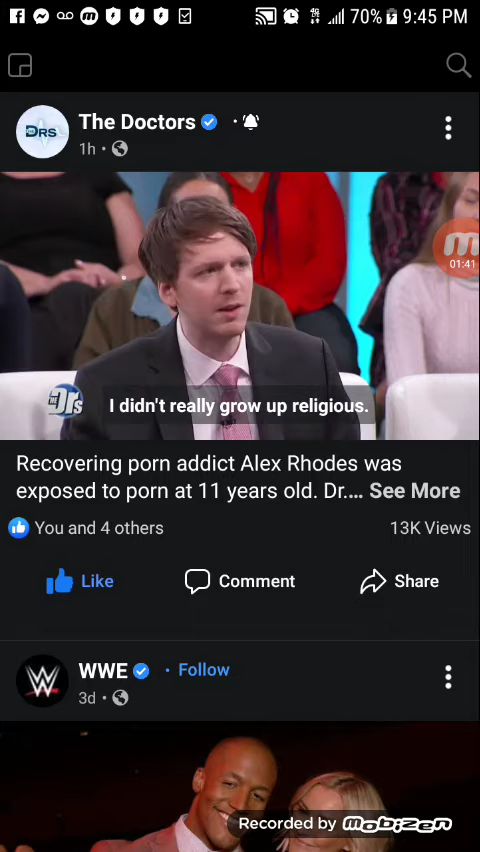 70% 9:45 PM
DRS
The Doctors
1h
01:41
THE Drs
I didn't really grow up religious.
Recovering porn addict Alex Rhodes was
exposed to porn at 11 years old. Dr.... See More
You and 4 others
13K Views
Like
Comment
Share
WWE
Follow
3d
Recorded by mobizen